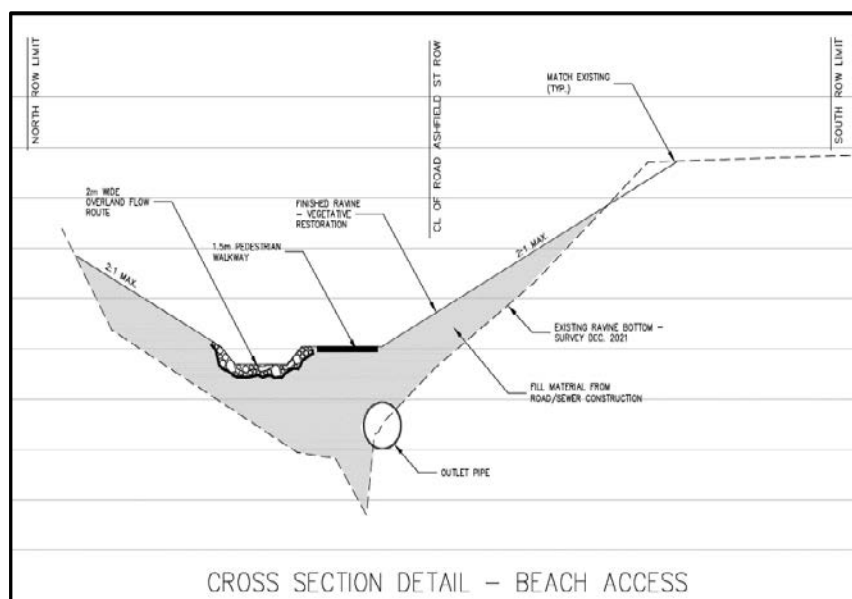 NORTH ROW LIMIT
CL OF ROAD ASHFIELD ST ROW
SOUTH ROW LIMIT
MATCH EXISTING
(TYP.)
2m WIDE
OVERLAND FLOW
ROUTE
FINISHED RAVINE
- VEGETATIVE
RESTORATION
1.5m PEDESTRIAN
WALKWAY
2:1 MAX.
2:1 MAX.
EXISTING RAVINE BOTTOM -
SURVEY DEC. 2021
FILL MATERIAL FROM
ROAD/SEWER CONSTRUCTION
OUTLET PIPE
CROSS SECTION DETAIL - BEACH ACCESS